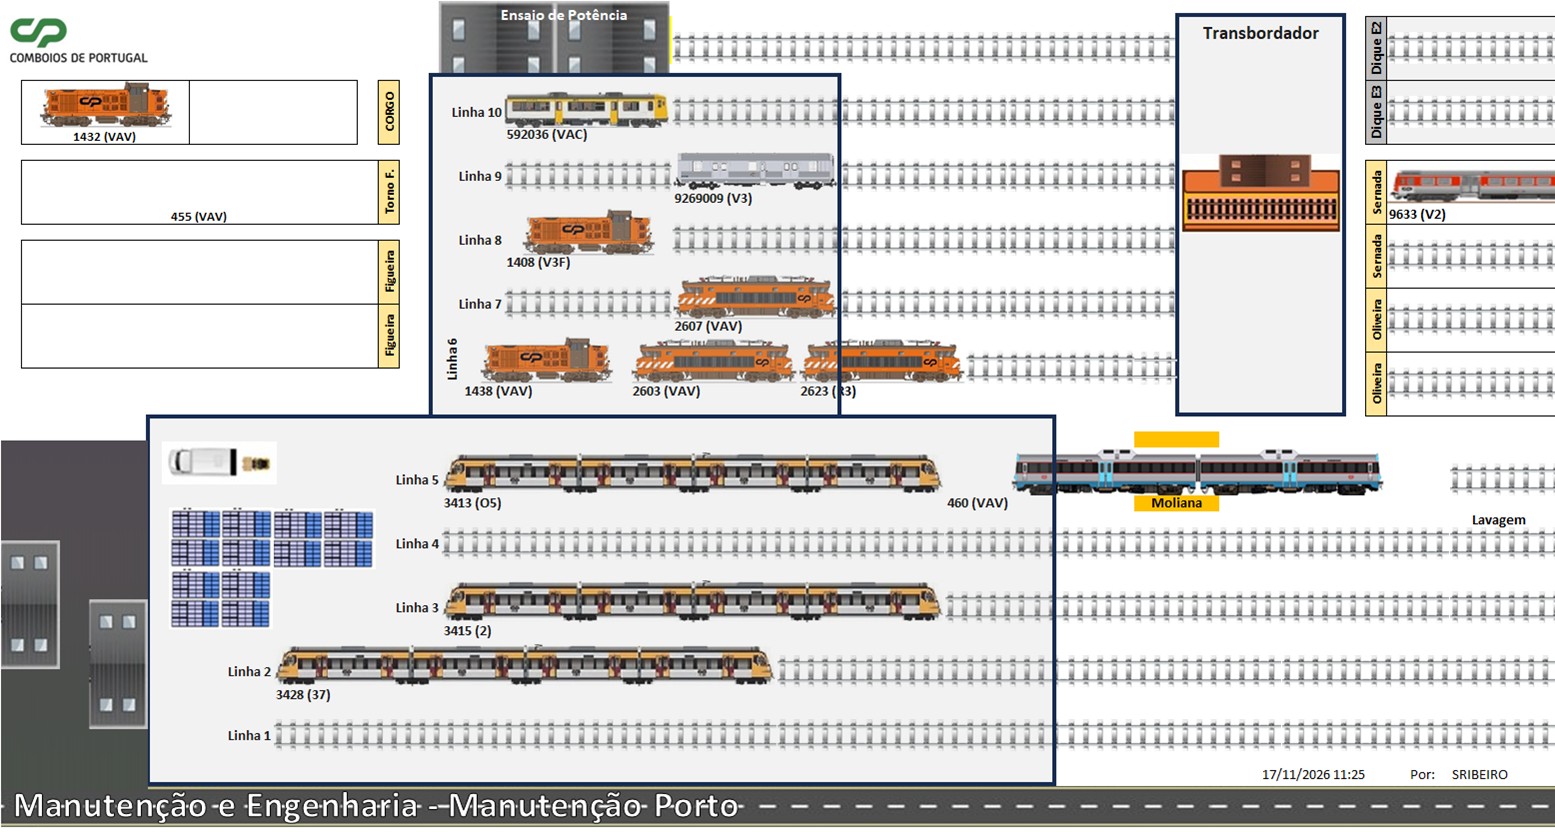 CP
COMBOIOS DE PORTUGAL
Ensaio de Potência
Transbordador
Dique E2
Dique E3
1432 (VAV)
CORGO
455 (VAV)
Torno F.
Figueira
Figueira
Linha 10
592036 (VAC)
Linha 9
9269009 (V3)
Linha 8
1408 (V3F)
Linha 7
2607 (VAV)
Linha6
1438 (VAV)
2603 (VAV)
2623 (R3)
Sernada
9633 (V2)
Sernada
Oliveira
Oliveira
Linha 5
3413 (O5)
460 (VAV)
Moliana
Lavagem
Linha 4
Linha 3
3415 (2)
Linha 2
3428 (37)
Linha 1
17/11/2026 11:25 Por: SRIBEIRO
Manutenção e Engenharia - Manutenção Porto